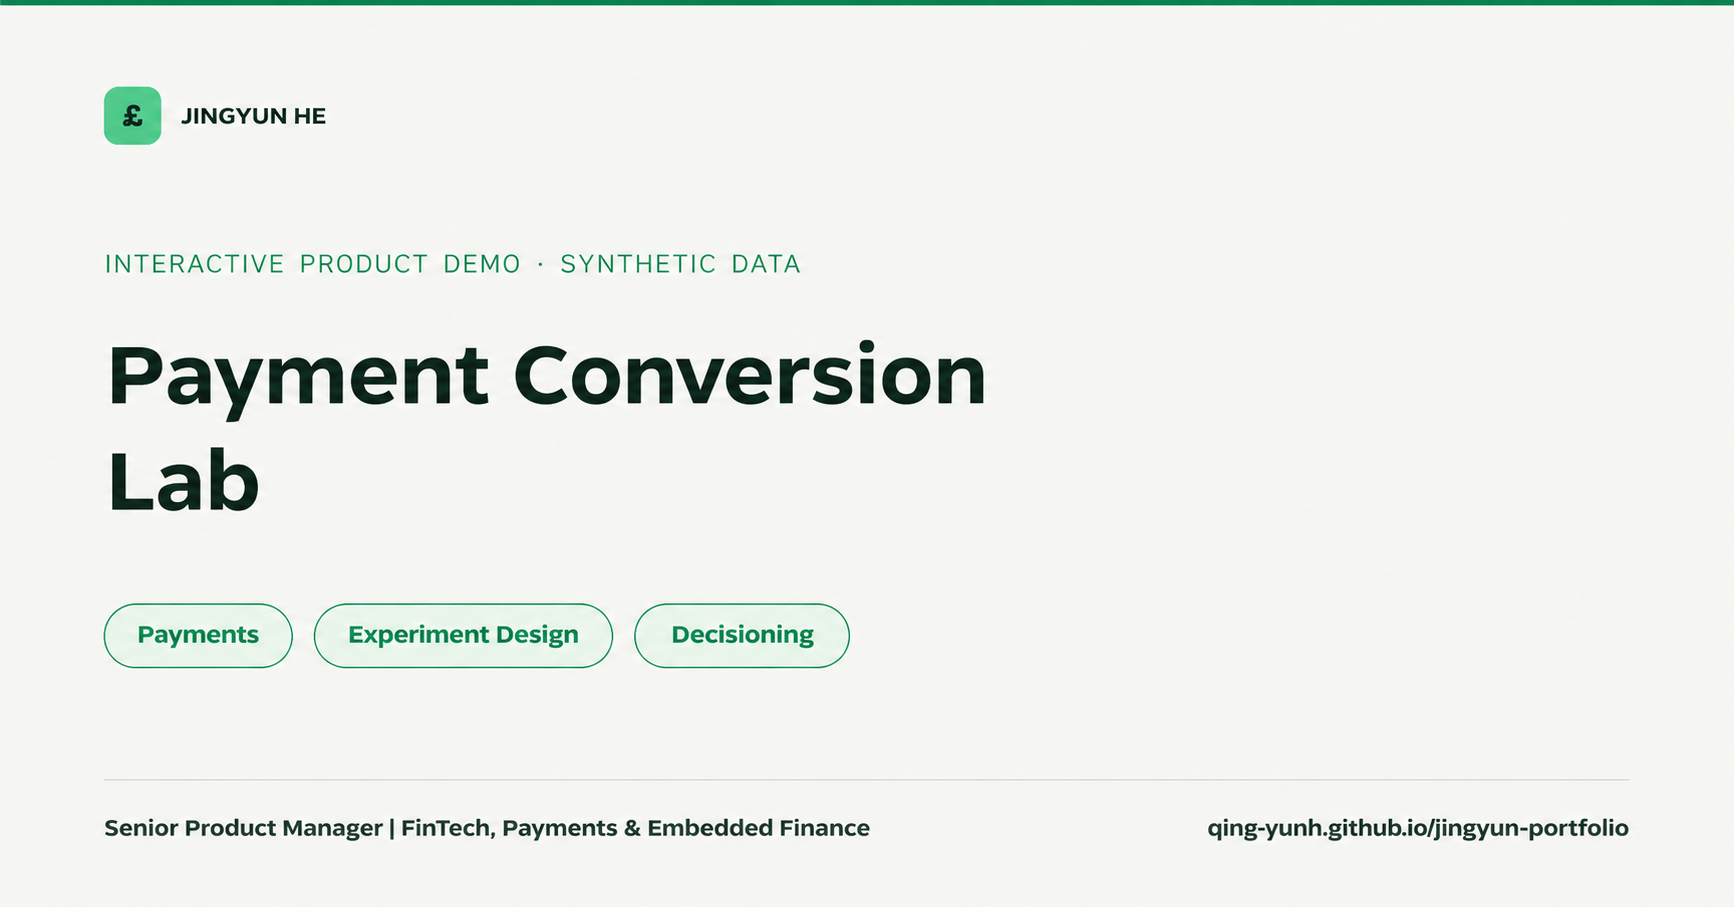 £ JINGYUN HE
INTERACTIVE PRODUCT DEMO · SYNTHETIC DATA
Payment Conversion
Lab
Payments Experiment Design Decisioning
Senior Product Manager | FinTech, Payments & Embedded Finance qing-yunh.github.io/jingyun-portfolio